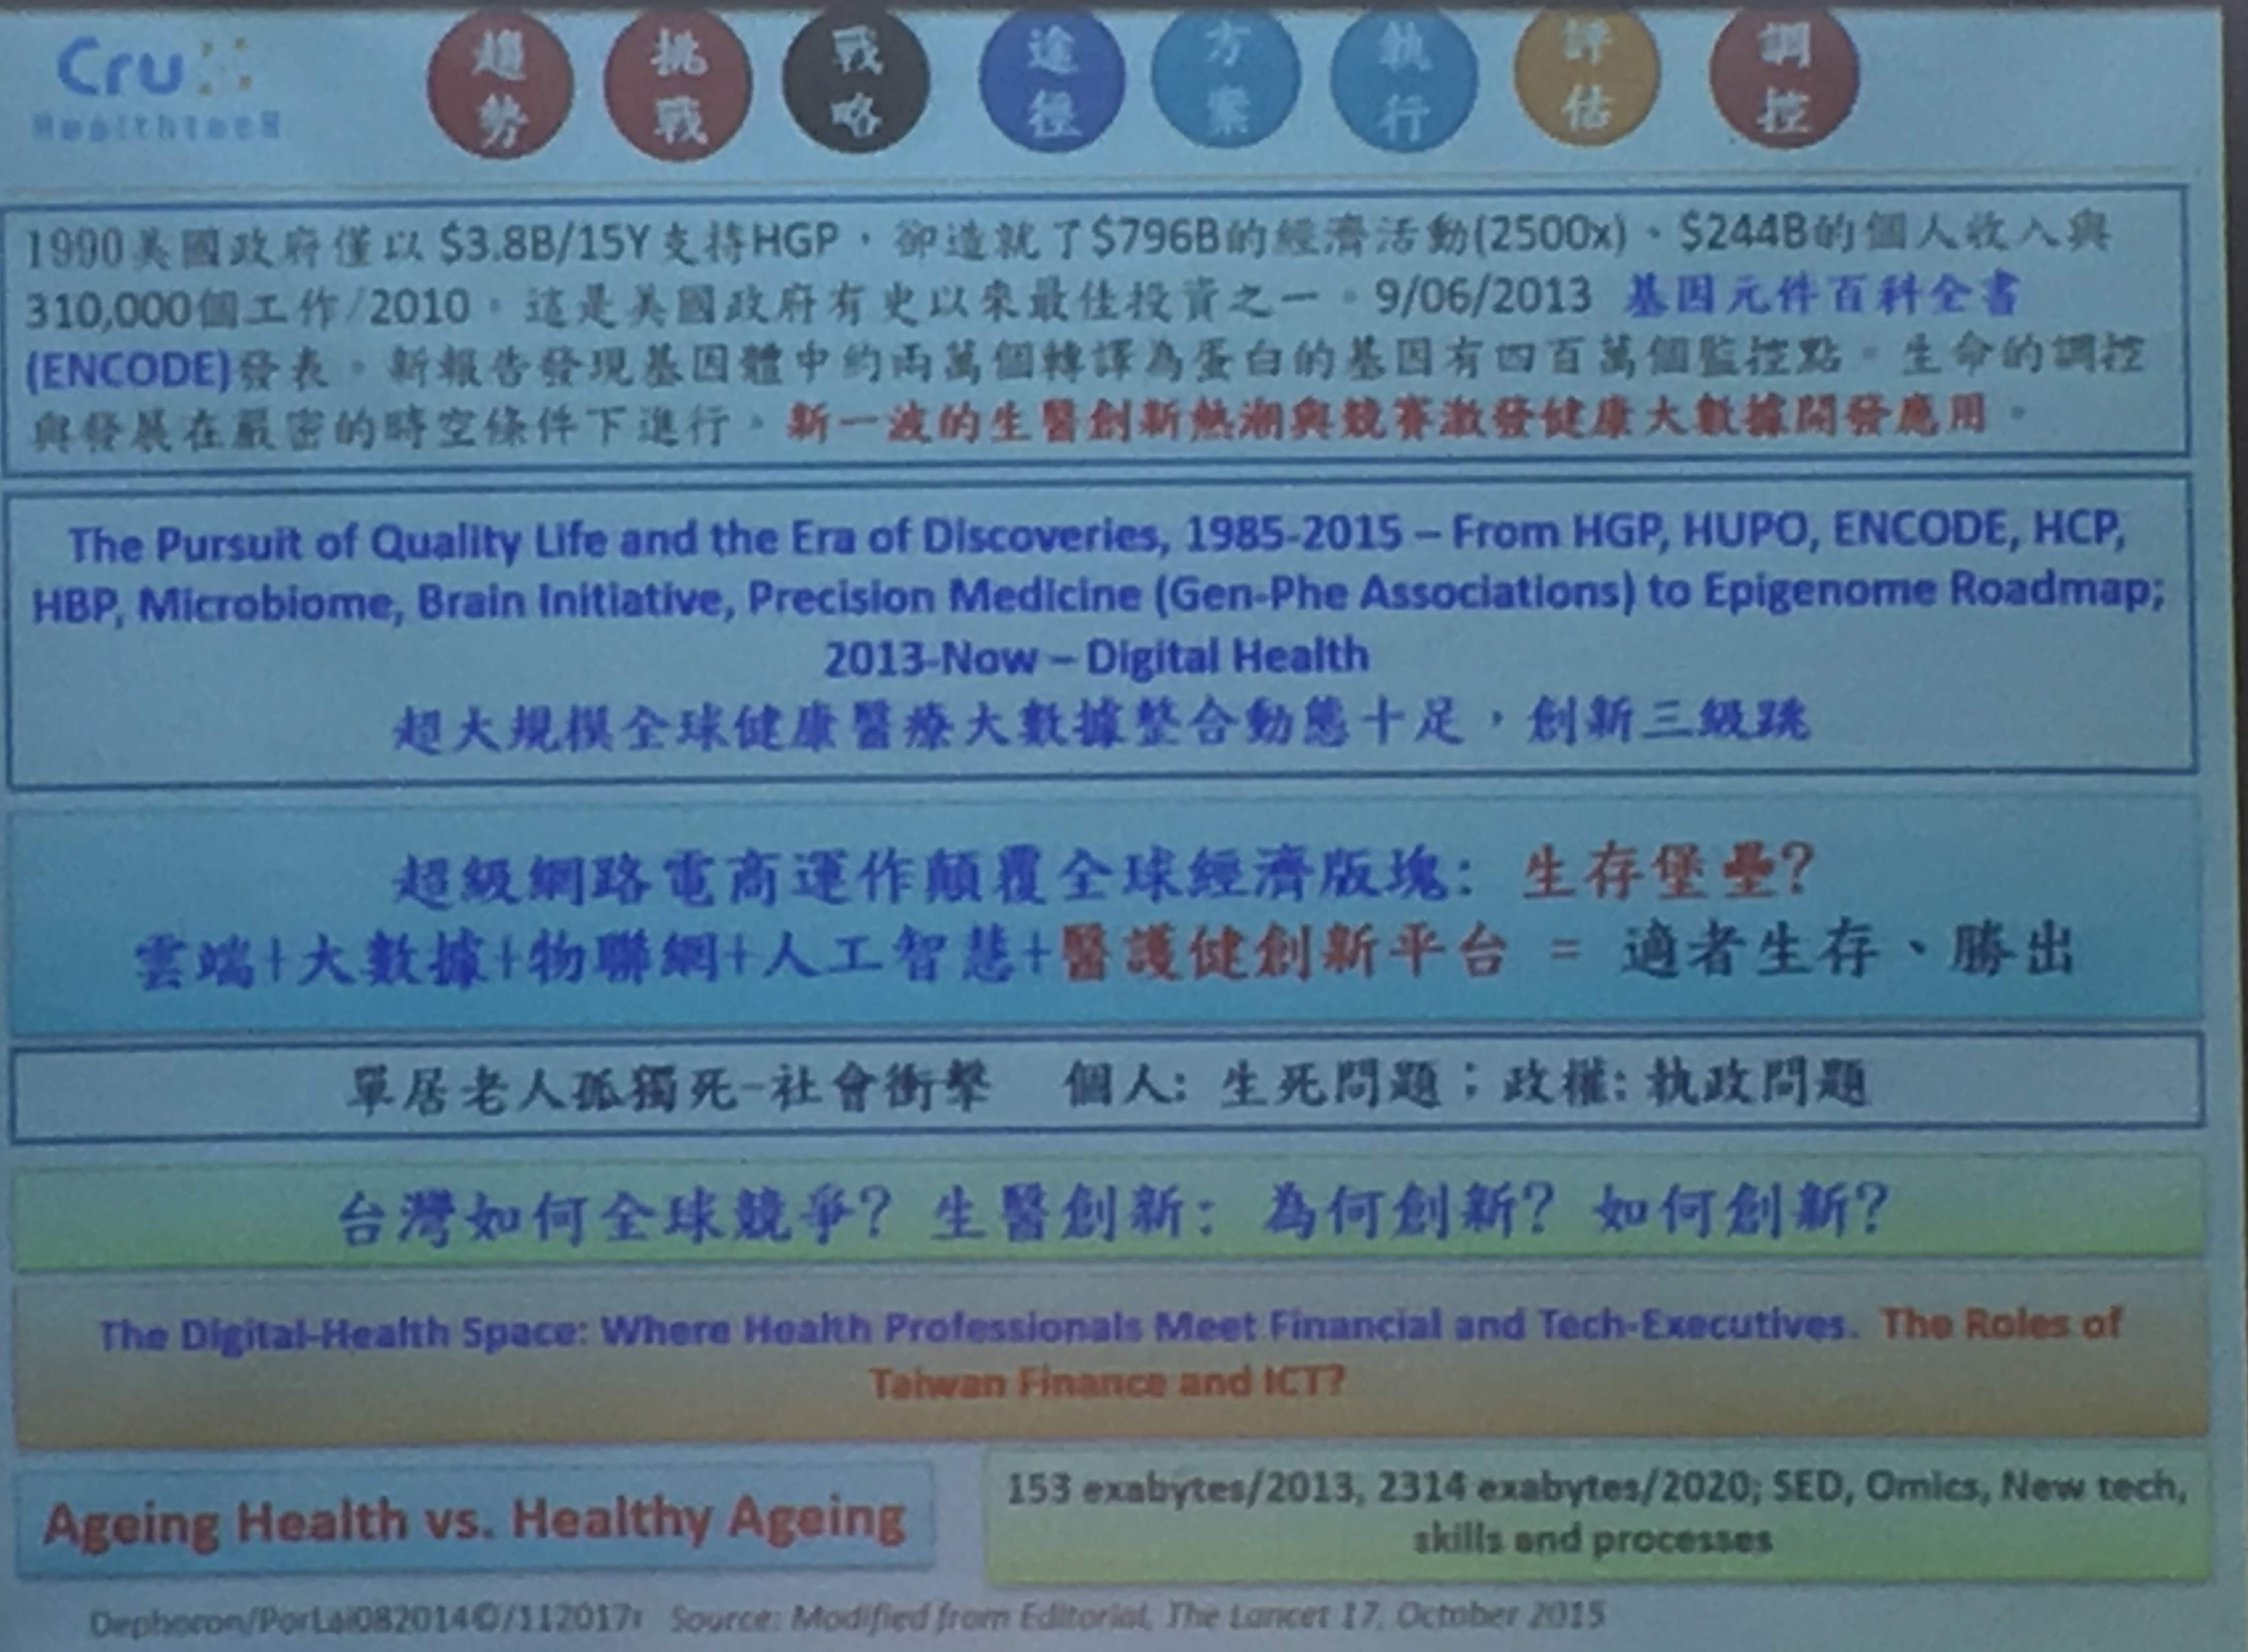 Cru
趨勢
挑戰
戰略
途徑
方案
執行
評估
調控
1990美國政府僅以 $3.8B/15Y 支持HGP，卻造就了$796B的經濟活動(2500x)、$244B的個人收入與
310,000個工作/2010。這是美國政府有史以來最佳投資之一。9/06/2013 基因元件百科全書
(ENCODE)發表。新報告發現基因體中約兩萬個轉譯為蛋白的基因有四百萬個監控點。生命的調控
與發展在嚴密的時空條件下進行。新一波的生醫創新熱潮與競賽激發健康大數據開發應用。
The Pursuit of Quality Life and the Era of Discoveries, 1985-2015 – From HGP, HUPO, ENCODE, HCP,
HBP, Microbiome, Brain Initiative, Precision Medicine (Gen-Phe Associations) to Epigenome Roadmap;
2013-Now – Digital Health
超大規模全球健康醫療大數據整合動態十足，創新三級跳
超級網路電商運作顛覆全球經濟版塊: 生存堡壘?
雲端+大數據+物聯網+人工智慧+醫護健創新平台 = 適者生存、勝出
單居老人孤獨死-社會衝擊 個人: 生死問題；政權: 執政問題
台灣如何全球競爭? 生醫創新: 為何創新? 如何創新?
The Digital-Health Space: Where Health Professionals Meet Financial and Tech-Executives. The Roles of
Taiwan Finance and ICT?
Ageing Health vs. Healthy Ageing
153 exabytes/2013, 2314 exabytes/2020; SED, Omics, New tech,
skills and processes
Dephoron/PorLai082014©/112017r Source: Modified from Editorial, The Lancet 17, October 2015